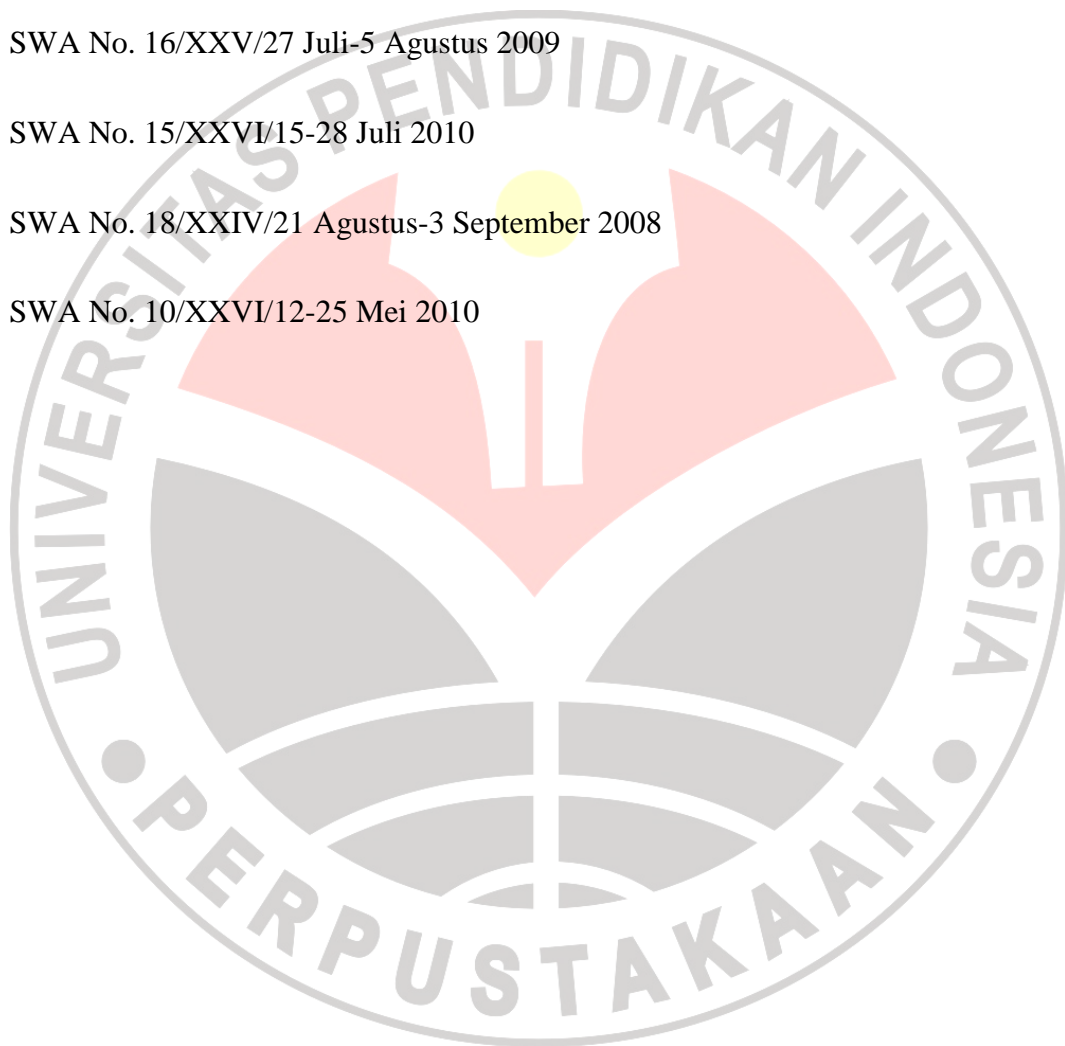 SWA No. 16/XXV/27 Juli-5 Agustus 2009
SWA No. 15/XXVI/15-28 Juli 2010
SWA No. 18/XXIV/21 Agustus-3 September 2008
SWA No. 10/XXVI/12-25 Mei 2010
UNIVERSITAS PENDIDIKAN INDONESIA
PERPUSTAKAAN